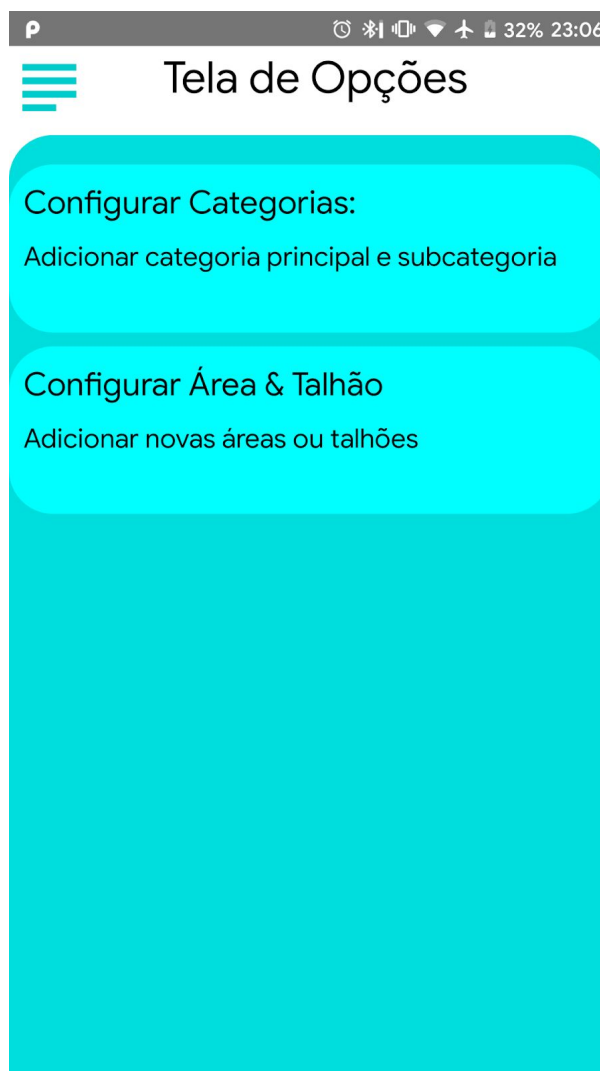 32% 23:06
Tela de Opções
Configurar Categorias:
Adicionar categoria principal e subcategoria
Configurar Área & Talhão
Adicionar novas áreas ou talhões